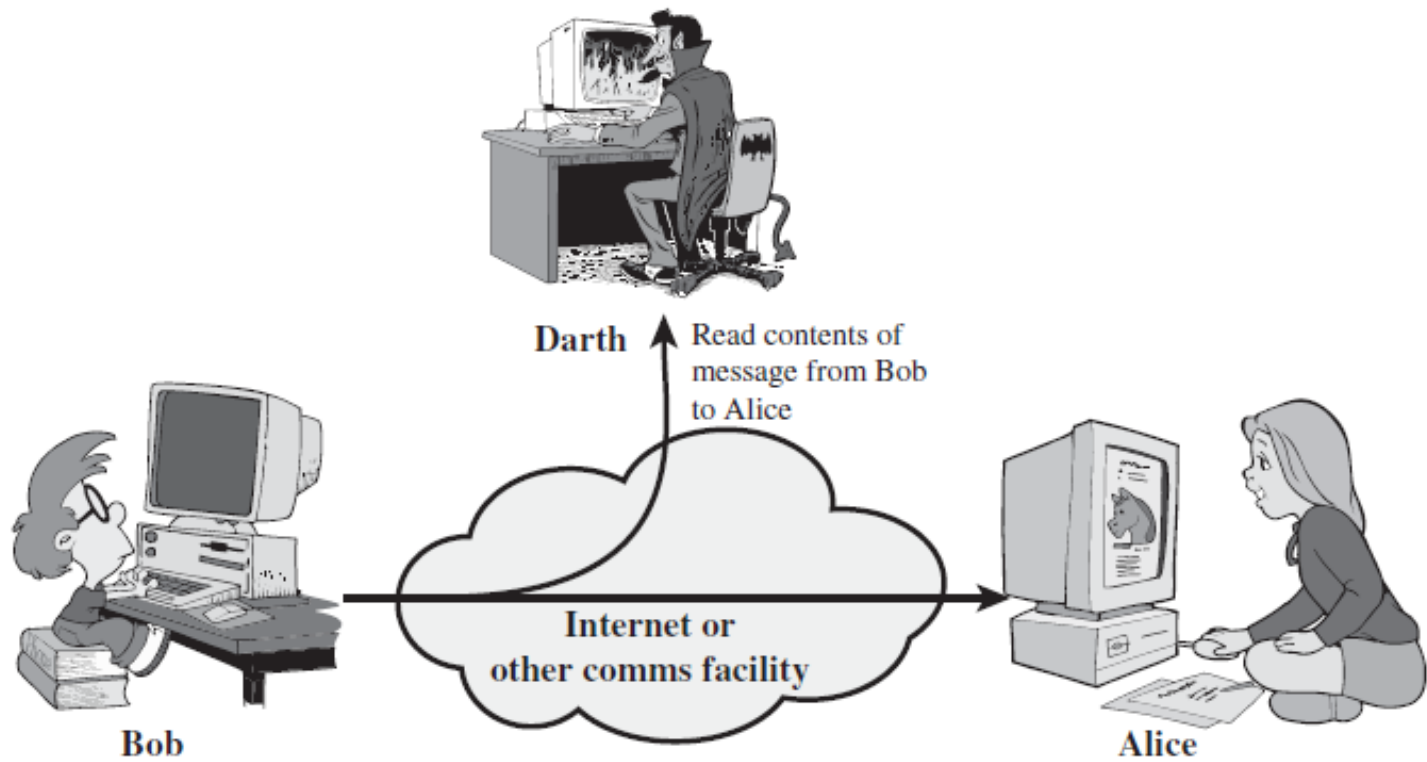 Darth
Read contents of
message from Bob
to Alice
Internet or
other comms facility
Bob
Alice